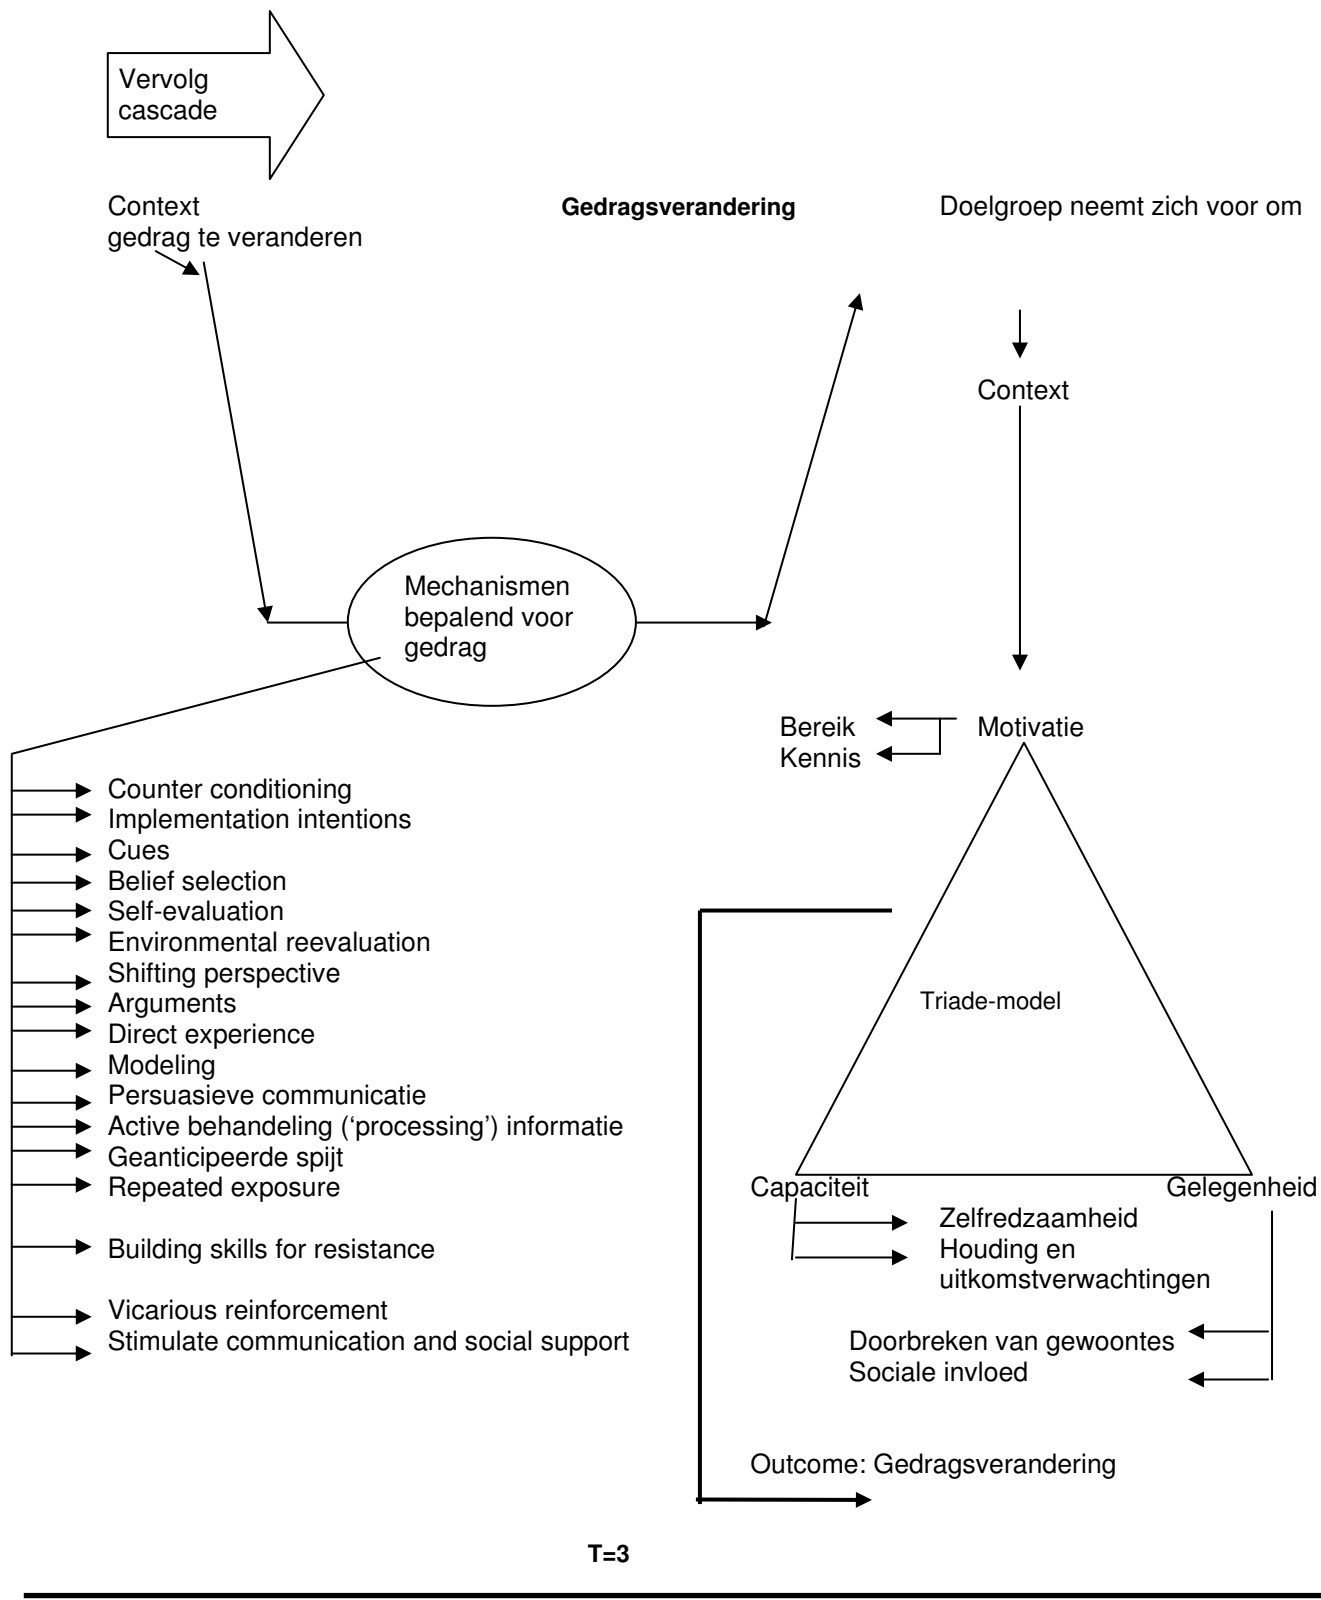 Vervolg
cascade
Context
gedrag te veranderen
Gedragsverandering
Doelgroep neemt zich voor om
Context
Mechanismen
bepalend voor
gedrag
Bereik
Kennis
Motivatie
Counter conditioning
Implementation intentions
Cues
Belief selection
Self-evaluation
Environmental reevaluation
Shifting perspective
Arguments
Direct experience
Modeling
Persuasieve communicatie
Active behandeling (‘processing’) informatie
Geanticipeerde spijt
Repeated exposure
Building skills for resistance
Vicarious reinforcement
Stimulate communication and social support
Triade-model
Capaciteit
Gelegenheid
Zelfredzaamheid
Houding en
uitkomstverwachtingen
Doorbreken van gewoontes
Sociale invloed
Outcome: Gedragsverandering
T=3